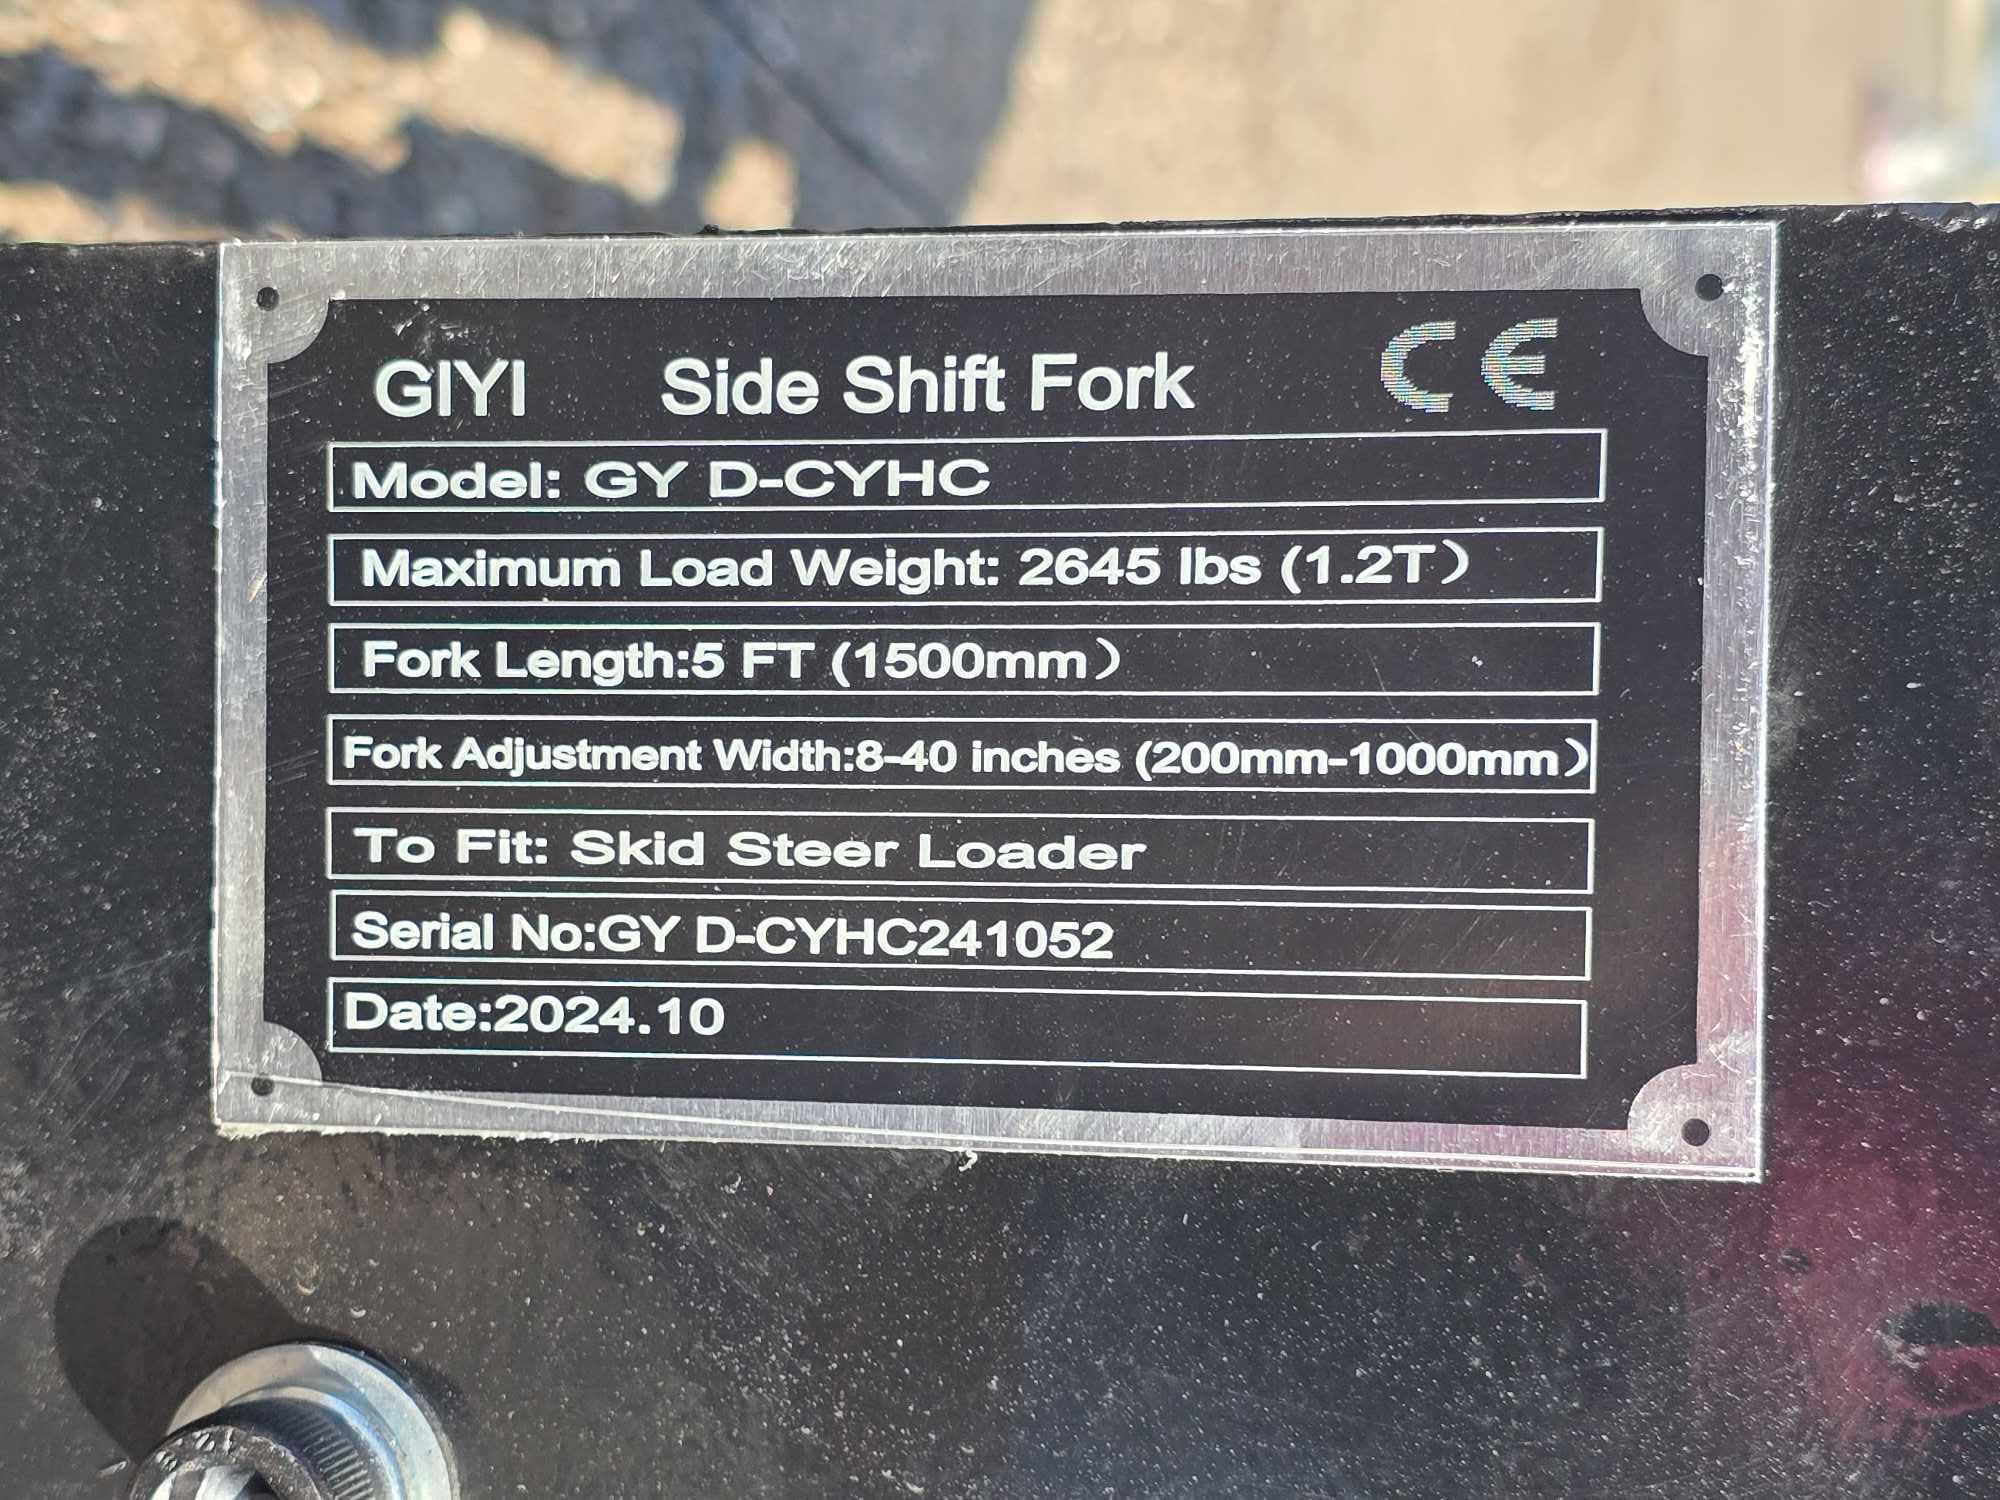 GIYI Side Shift Fork CE
Model: GY D-CYHC
Maximum Load Weight: 2645 lbs (1.2T）
Fork Length:5 FT (1500mm）
Fork Adjustment Width:8-40 inches (200mm-1000mm）
To Fit: Skid Steer Loader
Serial No:GY D-CYHC241052
Date:2024.10